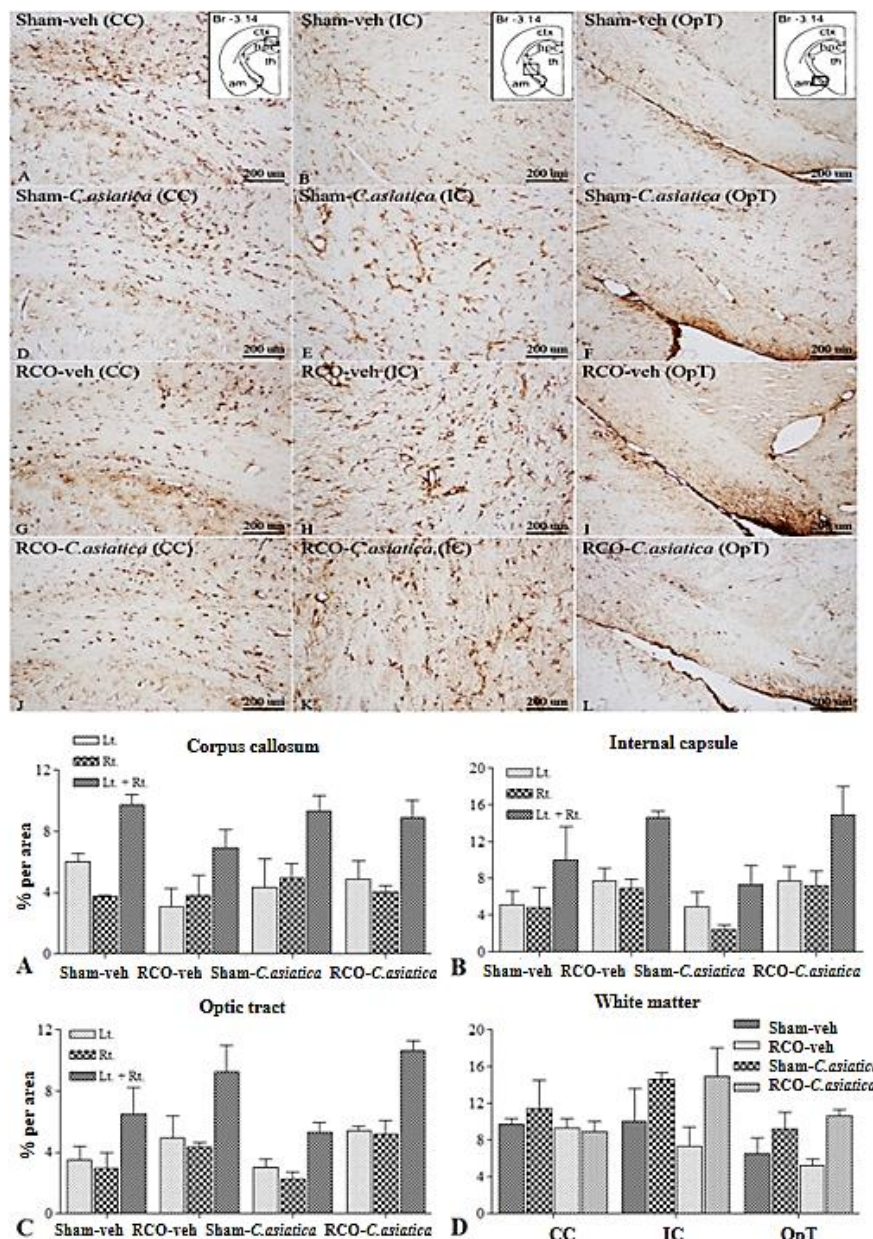 Sham-veh (CC)
Br -3.14
ctx
hpc
th
am
A
200 um
Sham-veh (IC)
Br -3.14
ctx
hpc
th
am
B
200 um
Sham-veh (OpT)
Br -3.14
ctx
hpc
th
am
C
200 um
Sham-C.asiatica (CC)
D
200 um
Sham-C.asiatica (IC)
E
200 um
Sham-C.asiatica (OpT)
F
200 um
RCO-veh (CC)
G
200 um
RCO-veh (IC)
H
200 um
RCO-veh (OpT)
I
200 um
RCO-C.asiatica (CC)
J
200 um
RCO-C.asiatica (IC)
K
200 um
RCO-C.asiatica (OpT)
L
200 um
Corpus callosum
Lt.
Rt.
Lt. + Rt.
% per area
12
8
4
0
A
Sham-veh RCO-veh Sham-C.asiatica RCO-C.asiatica
Internal capsule
Lt.
Rt.
Lt. + Rt.
20
16
12
8
4
0
B
Sham-veh RCO-veh Sham-C.asiatica RCO-C.asiatica
Optic tract
Lt.
Rt.
Lt. + Rt.
% per area
12
8
4
0
C
Sham-veh RCO-veh Sham-C.asiatica RCO-C.asiatica
White matter
Sham-veh
RCO-veh
Sham-C.asiatica
RCO-C.asiatica
20
16
12
8
4
0
D
CC IC OpT